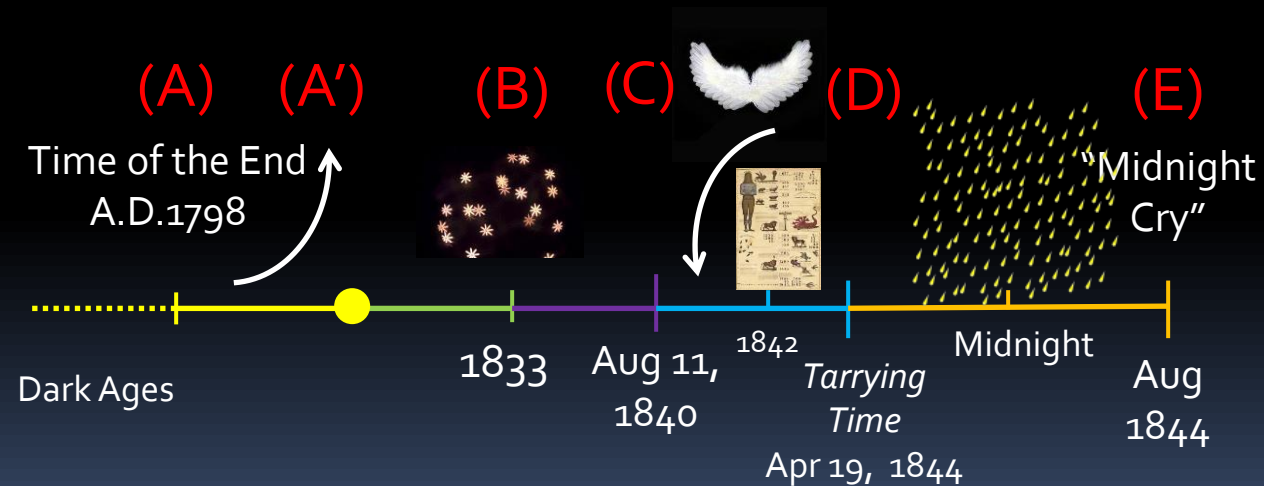 (A) (A') (B) (C) (D) (E)
Time of the End
A.D.1798
"Midnight
Cry"
Dark Ages
1833
Aug 11,
1840
1842
Tarrying
Time
Apr 19, 1844
Midnight
Aug
1844